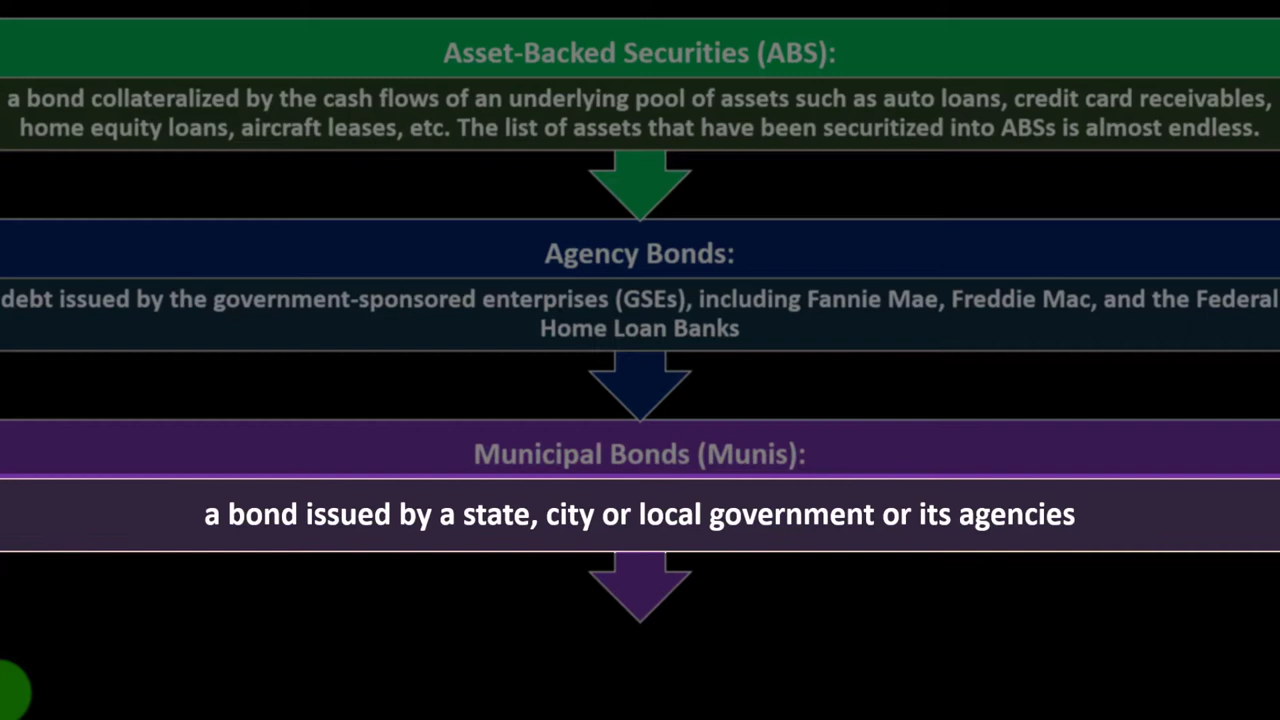 Asset-Backed Securities (ABS):
a bond collateralized by the cash flows of an underlying pool of assets such as auto loans, credit card receivables,
home equity loans, aircraft leases, etc. The list of assets that have been securitized into ABSs is almost endless.
Agency Bonds:
debt issued by the government-sponsored enterprises (GSEs), including Fannie Mae, Freddie Mac, and the Federal
Home Loan Banks
Municipal Bonds (Munis):
a bond issued by a state, city or local government or its agencies